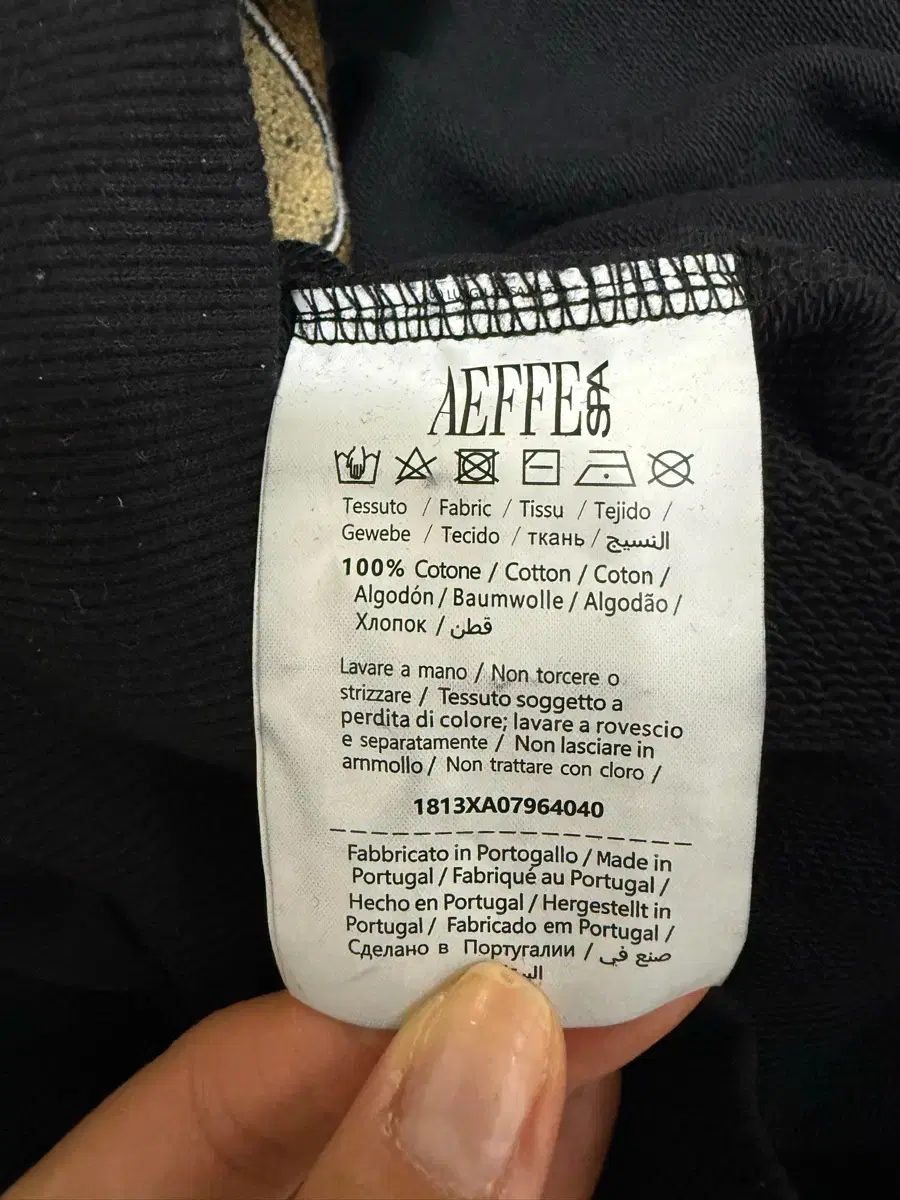 AEFFE SPA
Tessuto / Fabric / Tissu / Tejido /
Gewebe / Tecido / ткань / النسيج
100% Cotone / Cotton / Coton /
Algodón / Baumwolle / Algodão /
Хлопок / قطن
Lavare a mano / Non torcere o
strizzare / Tessuto soggetto a
perdita di colore; lavare a rovescio
e separatamente / Non lasciare in
ammollo / Non trattare con cloro /
1813XA07964040
Fabbricato in Portogallo / Made in
Portugal / Fabriqué au Portugal /
Hecho en Portugal / Hergestellt in
Portugal / Fabricado em Portugal /
Сделано в Португалии / صنع في